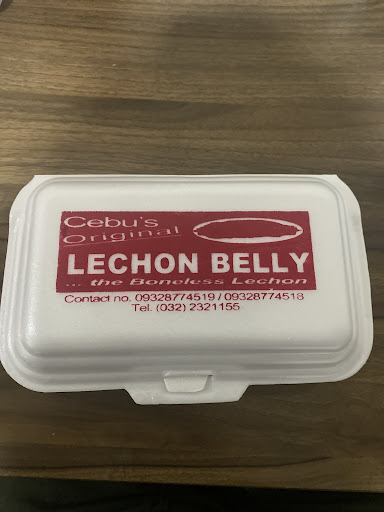 Cebu's
Original
LECHON BELLY
... the Boneless Lechon
Contact no. 09328774519 / 09328774518
Tel. (032) 2321155